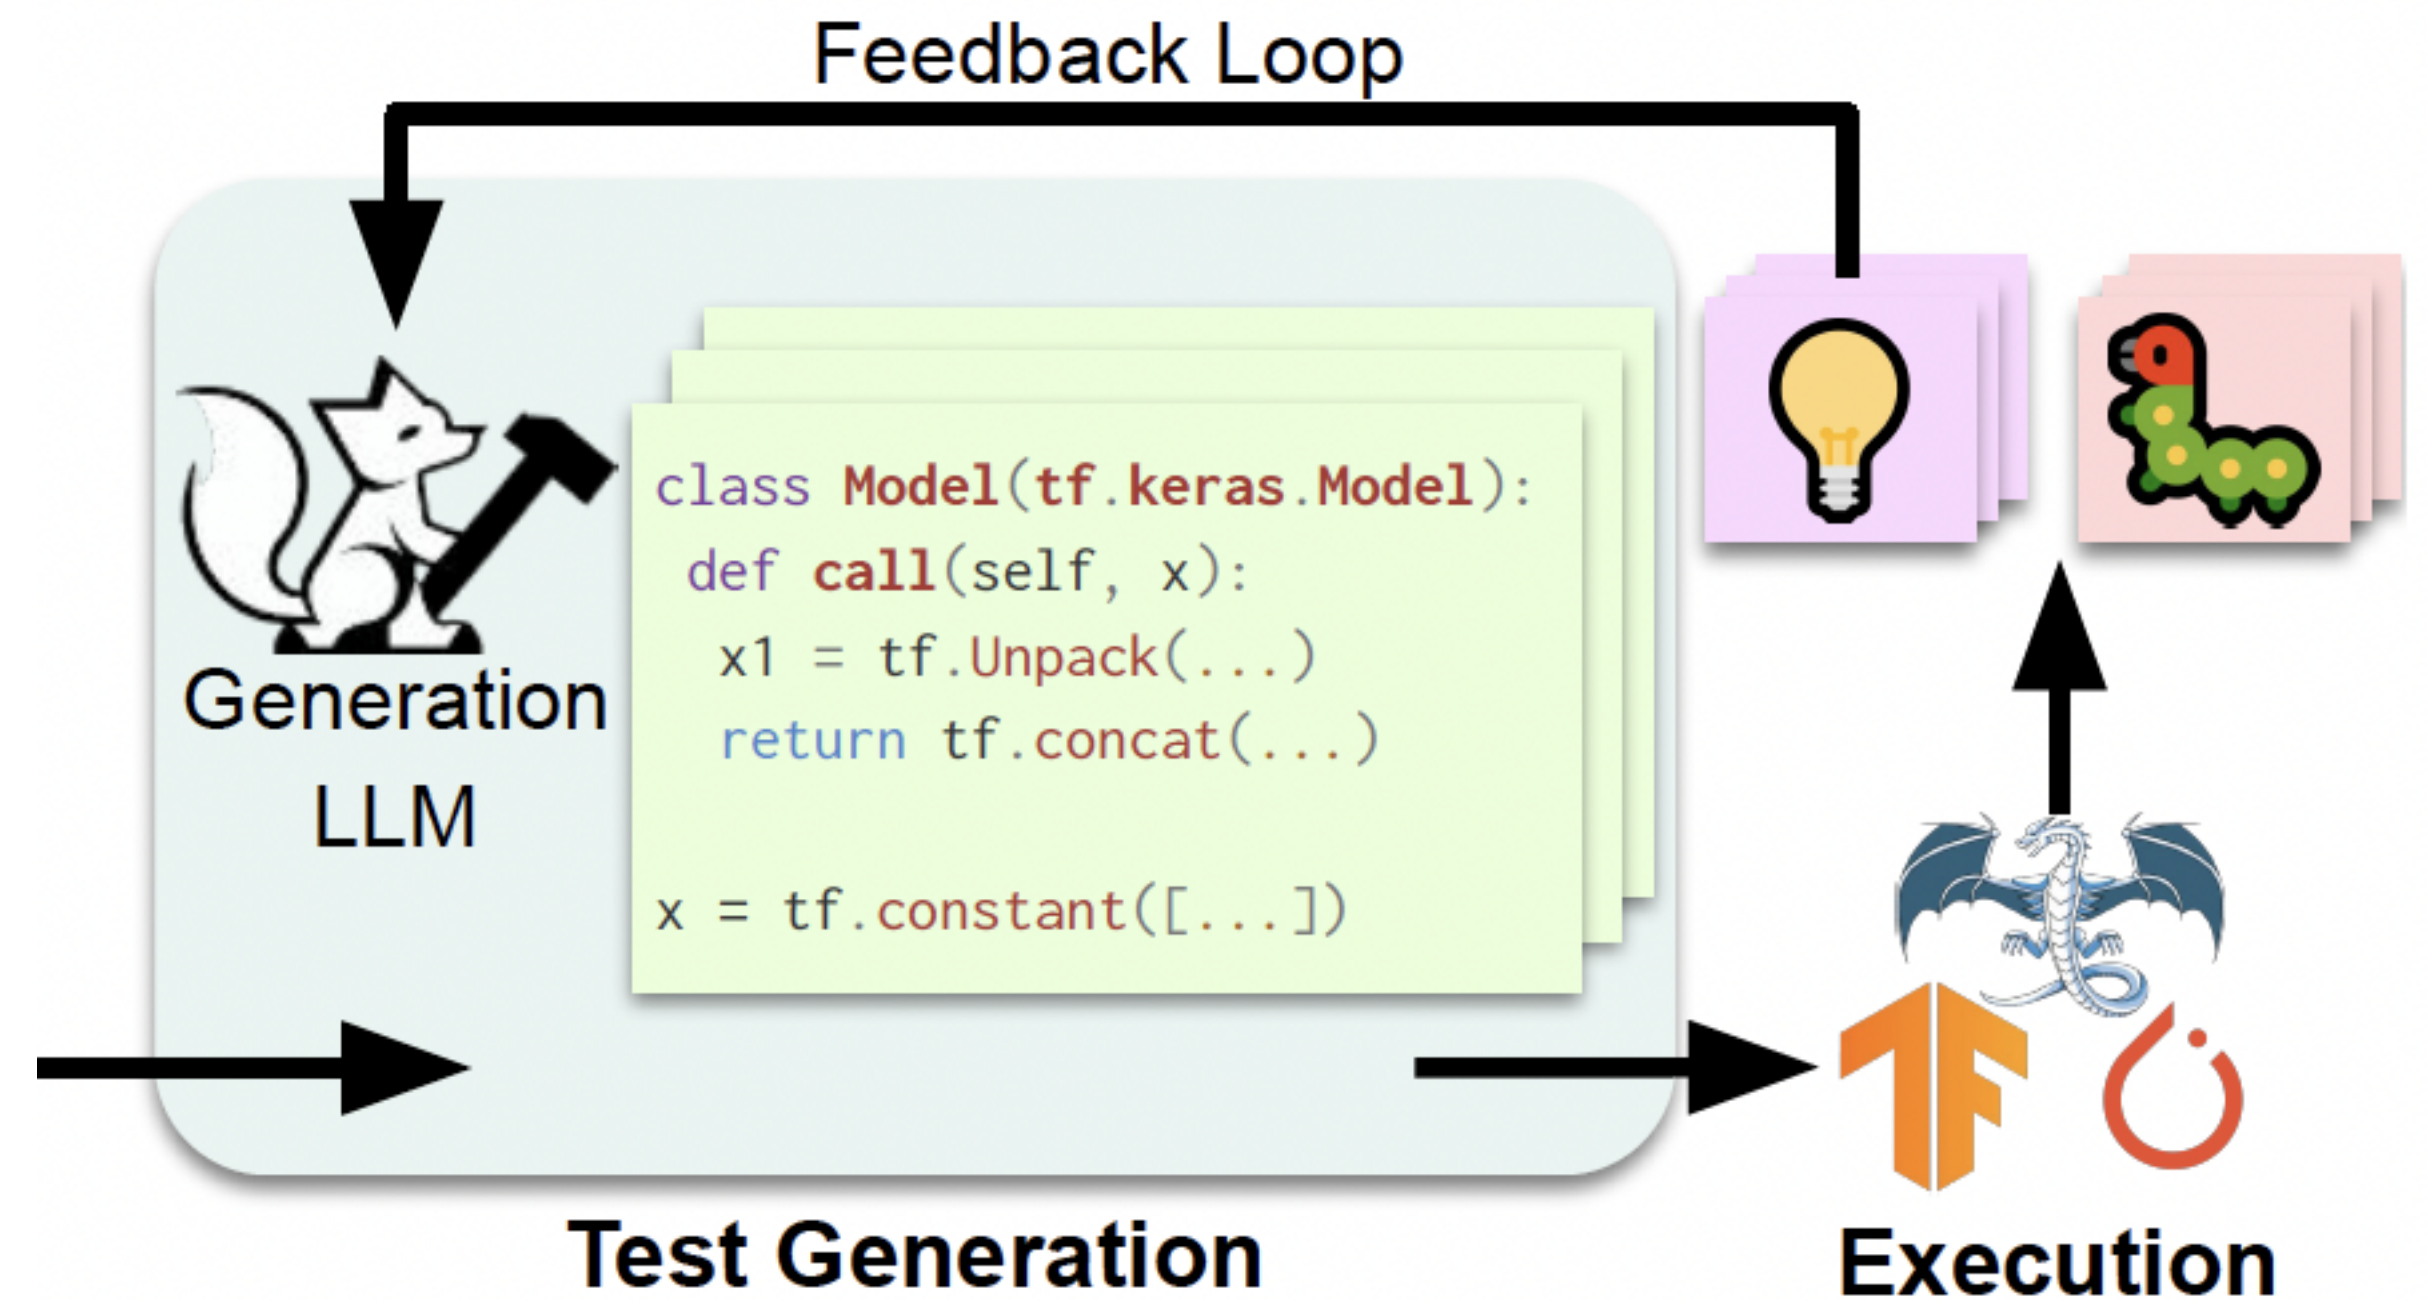 Feedback Loop
Generation
LLM
class Model(tf.keras.Model):
def call(self, x):
x1 = tf.Unpack(...)
return tf.concat(...)
x = tf.constant([...])
Test Generation
Execution